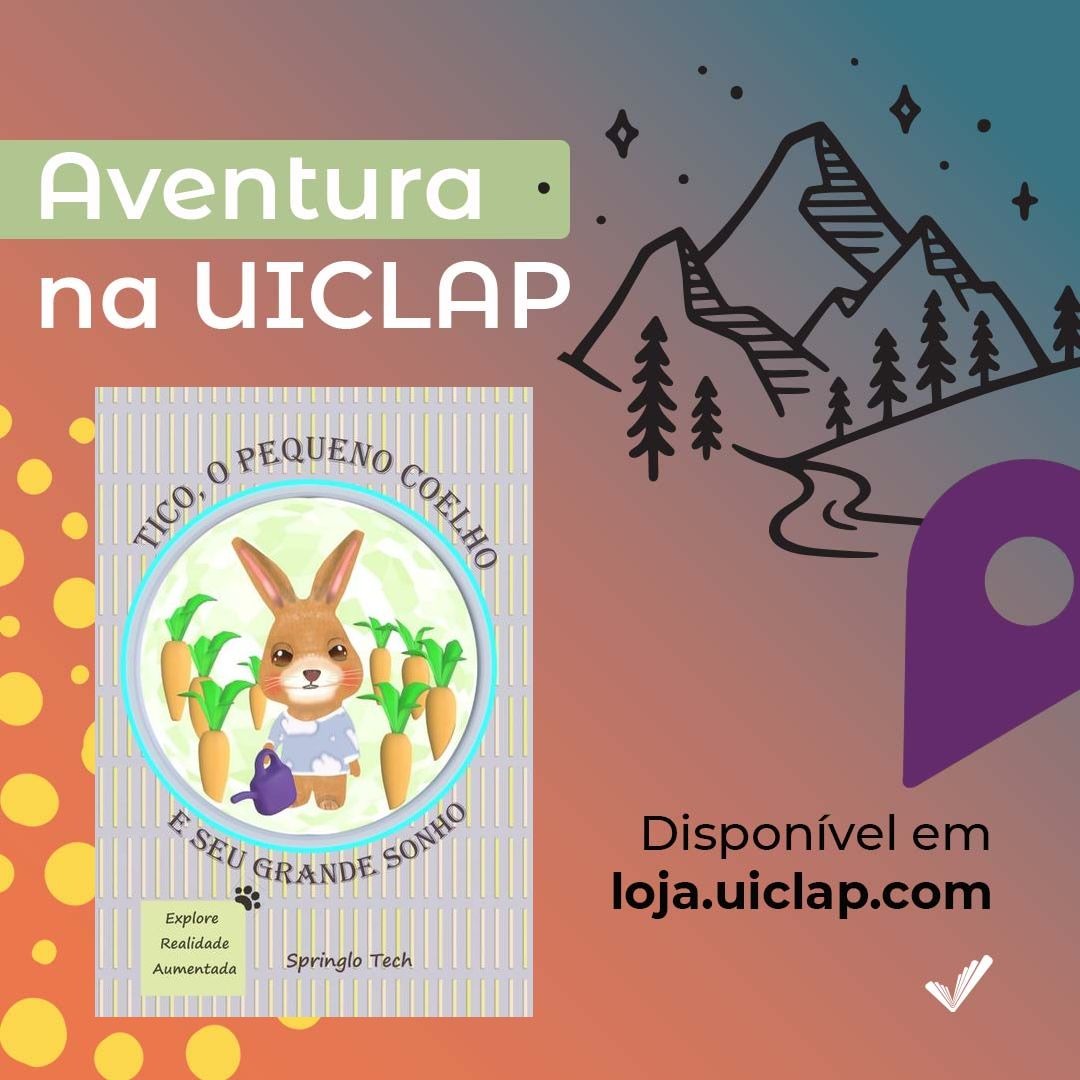 Aventura
na UICLAP
TICO, O PEQUENO COELHO
E SEU GRANDE SONHO
Explore
Realidade
Aumentada
Springlo Tech
Disponível em
loja.uiclap.com